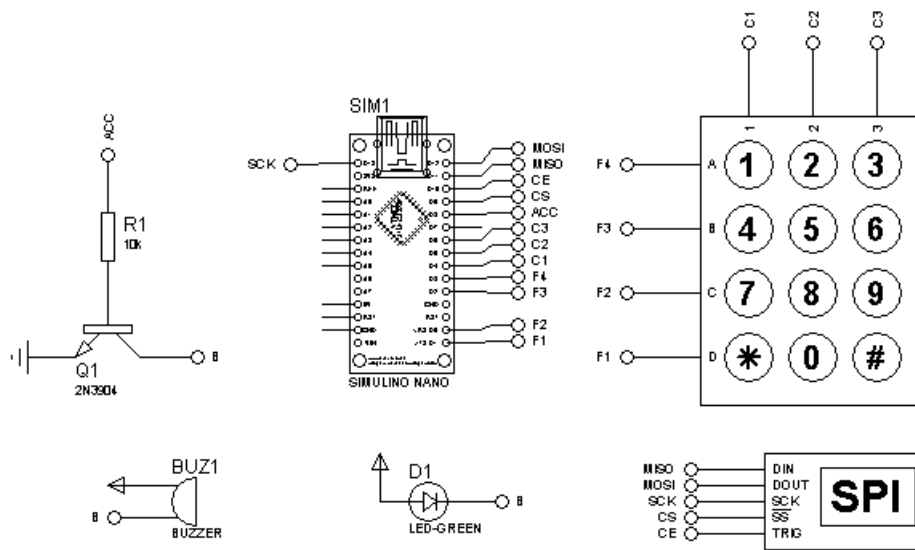 C1
C2
C3
1
2
3
ACC
R1
10k
Q1
2N3904
B
SIM1
SCK
MOSI
MISO
CE
CS
ACC
C3
C2
C1
F4
F3
F2
F1
SIMULINO NANO
F4
A
1
2
3
F3
B
4
5
6
F2
C
7
8
9
F1
D
*
0
#
BUZ1
B
BUZZER
D1
B
LED-GREEN
MISO
DIN
MOSI
DOUT
SCK
SCK
CS
SS
CE
TRIG
SPI